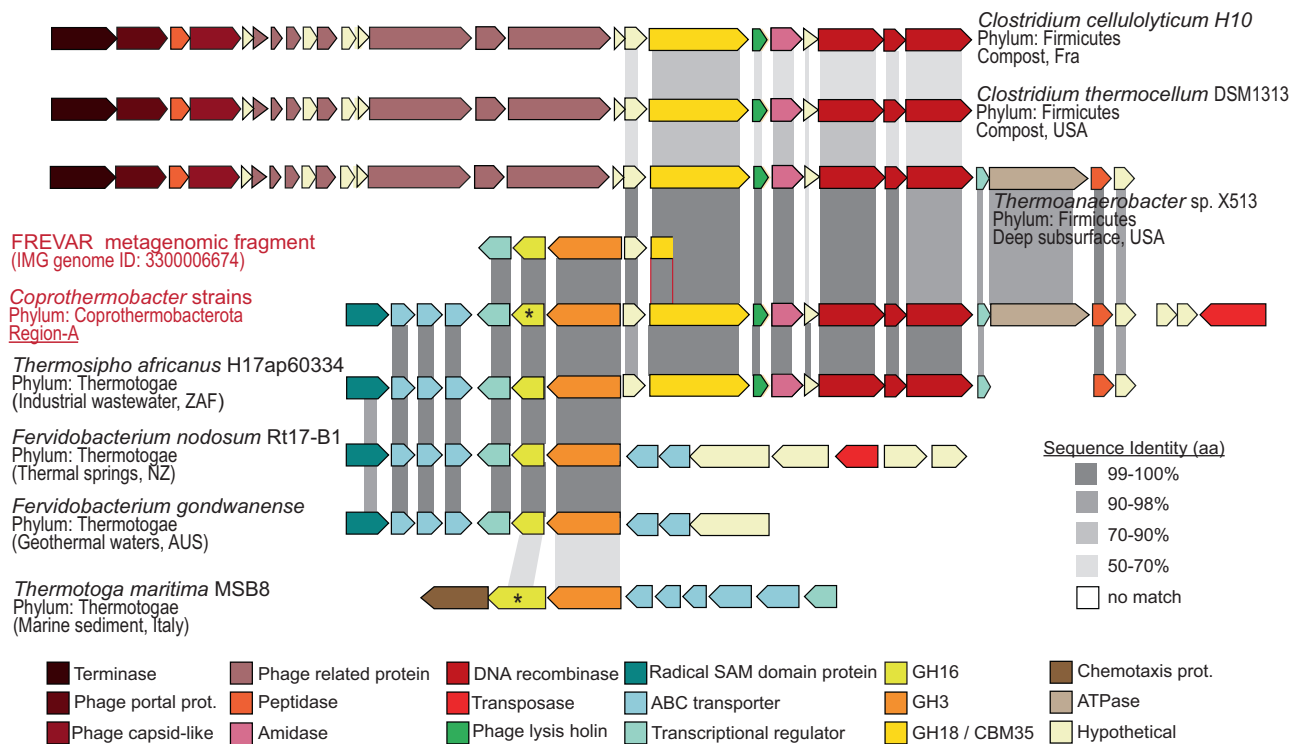 Clostridium cellulolyticum H10
Phylum: Firmicutes
Compost, Fra
Clostridium thermocellum DSM1313
Phylum: Firmicutes
Compost, USA
Thermoanaerobacter sp. X513
Phylum: Firmicutes
Deep subsurface, USA
FREVAR metagenomic fragment
(IMG genome ID: 3300006674)
Coprothermobacter strains
Phylum: Coprothermobacterota
Region-A
*
Thermosipho africanus H17ap60334
Phylum: Thermotogae
(Industrial wastewater, ZAF)
Fervidobacterium nodosum Rt17-B1
Phylum: Thermotogae
(Thermal springs, NZ)
Fervidobacterium gondwanense
Phylum: Thermotogae
(Geothermal waters, AUS)
Thermotoga maritima MSB8
Phylum: Thermotogae
(Marine sediment, Italy)
*
Sequence Identity (aa)
99-100%
90-98%
70-90%
50-70%
no match
Terminase
Phage portal prot.
Phage capsid-like
Phage related protein
Peptidase
Amidase
DNA recombinase
Transposase
Phage lysis holin
Radical SAM domain protein
ABC transporter
Transcriptional regulator
GH16
GH3
GH18 / CBM35
Chemotaxis prot.
ATPase
Hypothetical